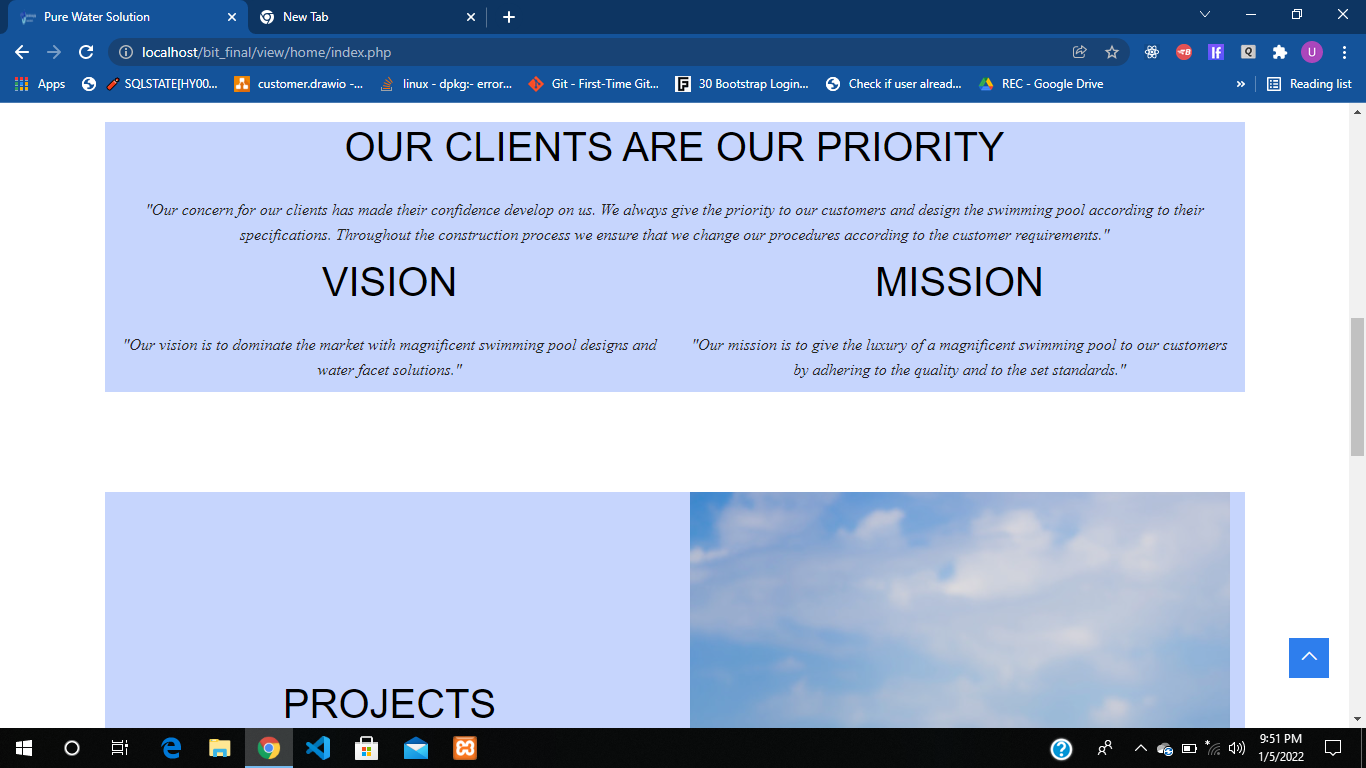 Pure Water Solution
New Tab
localhost/bit_final/view/home/index.php
Apps
SQLSTATE[HY00...
customer.drawio -...
linux - dpkg:- error...
Git - First-Time Git...
30 Bootstrap Login...
Check if user alread...
REC - Google Drive
»
Reading list
OUR CLIENTS ARE OUR PRIORITY
"Our concern for our clients has made their confidence develop on us. We always give the priority to our customers and design the swimming pool according to their
specifications. Throughout the construction process we ensure that we change our procedures according to the customer requirements."
VISION
"Our vision is to dominate the market with magnificent swimming pool designs and
water facet solutions."
MISSION
"Our mission is to give the luxury of a magnificent swimming pool to our customers
by adhering to the quality and to the set standards."
PROJECTS
9:51 PM
1/5/2022